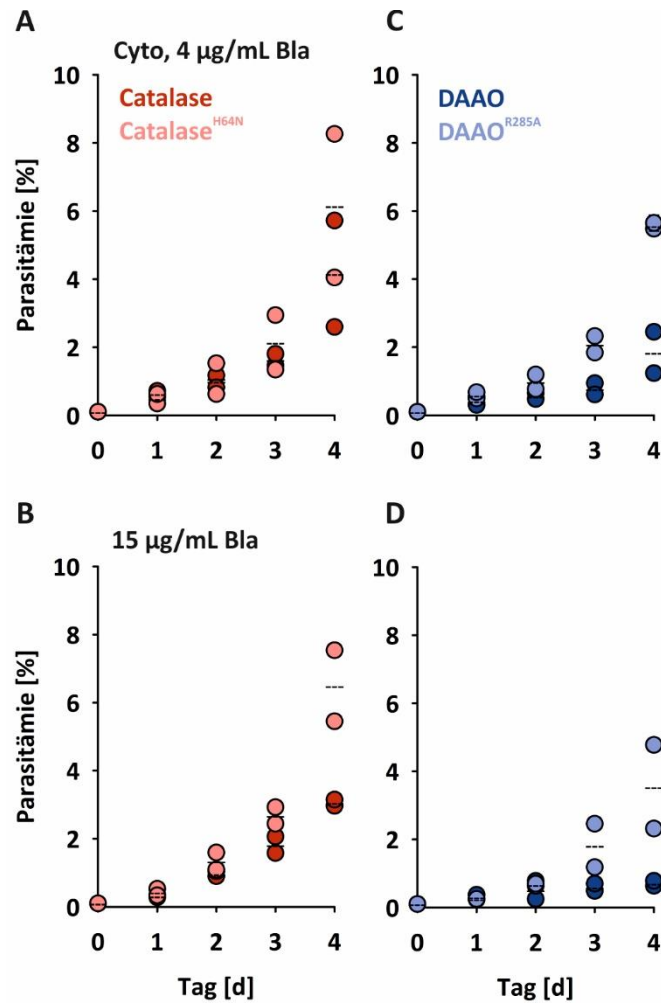 A
Cyto, 4 µg/mL Bla
Catalase
Catalase^H64N
Parasitämie [%]
10
8
6
4
2
0
0 1 2 3 4
C
DAAO
DAAO^R285A
10
8
6
4
2
0
0 1 2 3 4
B
15 µg/mL Bla
Parasitämie [%]
10
8
6
4
2
0
0 1 2 3 4
Tag [d]
D
10
8
6
4
2
0
0 1 2 3 4
Tag [d]